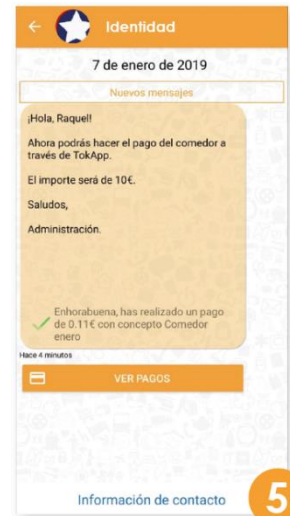 Identidad
7 de enero de 2019
Nuevos mensajes
¡Hola, Raquel!
Ahora podrás hacer el pago del comedor a
través de TokApp.
El importe será de 10€.
Saludos,
Administración.
Enhorabuena, has realizado un pago
de 0.11€ con concepto Comedor
enero
Hace 4 minutos
VER PAGOS
Información de contacto
5